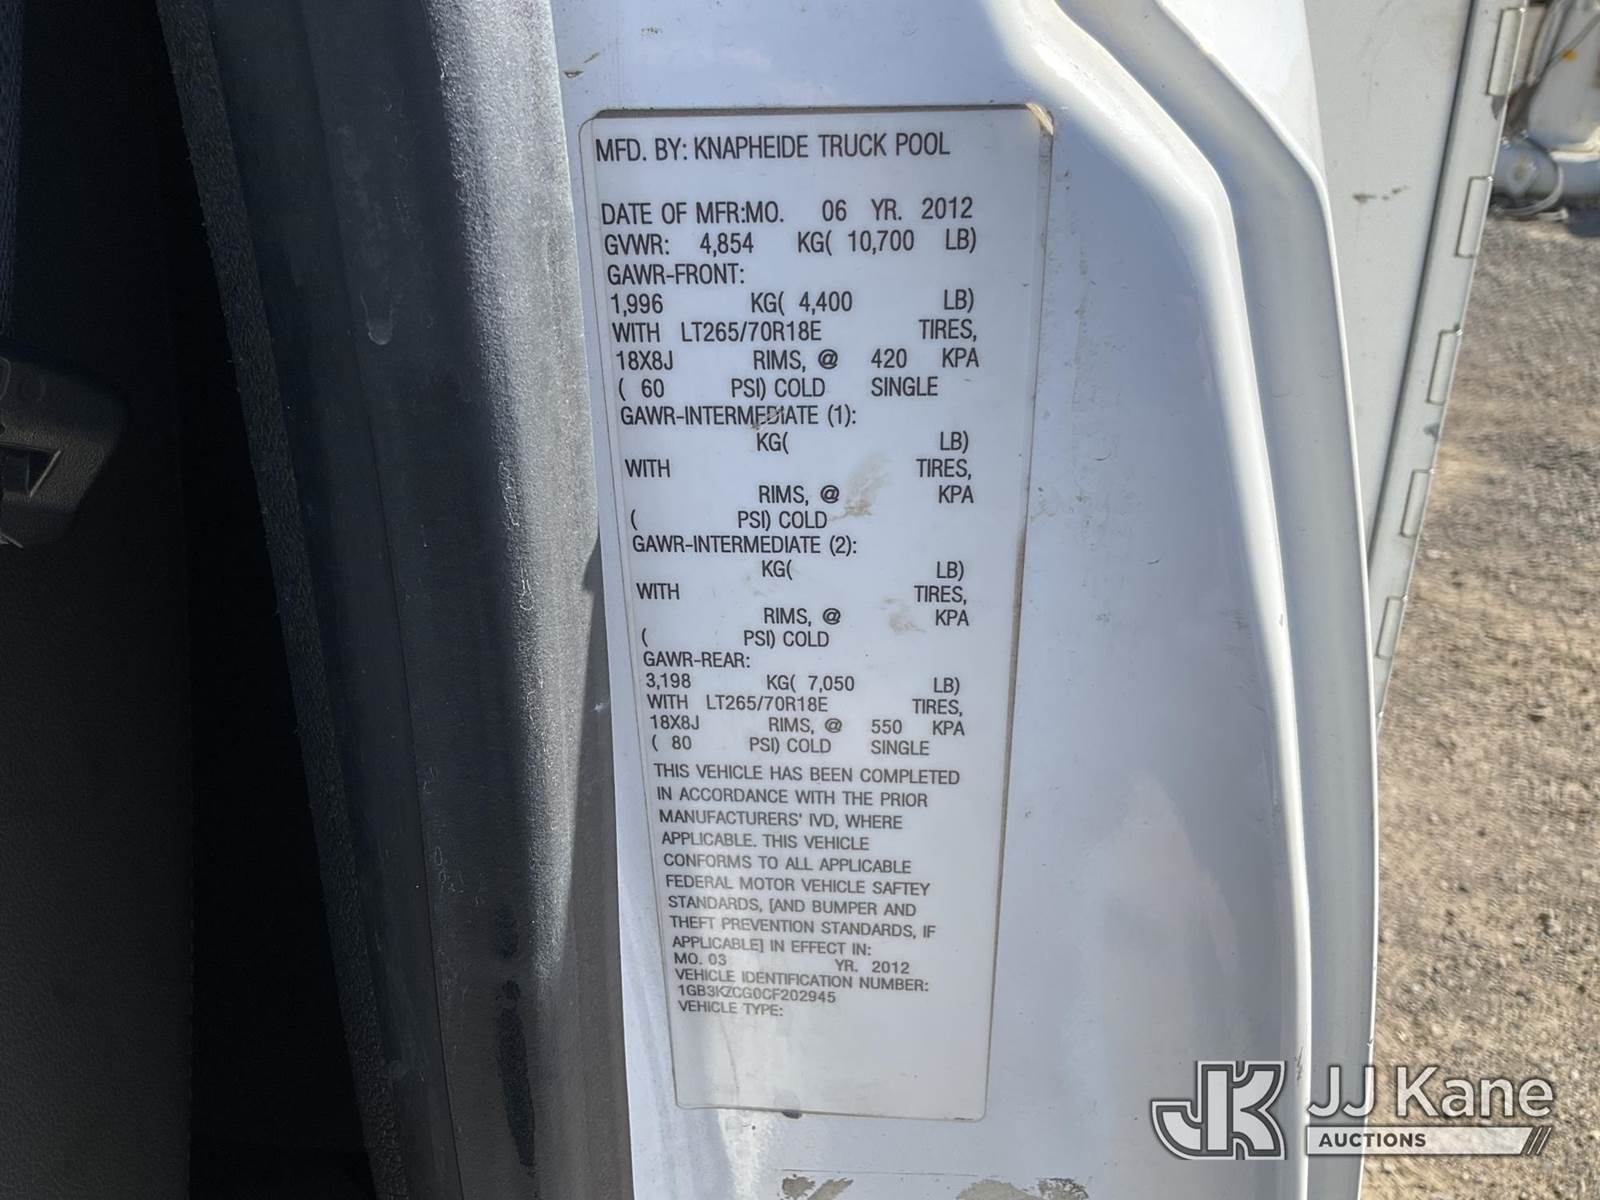 MFD. BY: KNAPHEIDE TRUCK POOL
DATE OF MFR:MO. 06 YR. 2012
GVWR: 4,854 KG( 10,700 LB)
GAWR-FRONT:
1,996 KG( 4,400 LB)
WITH LT265/70R18E TIRES,
18X8J RIMS, @ 420 KPA
( 60 PSI) COLD SINGLE
GAWR-INTERMEDIATE (1):
KG( LB)
WITH TIRES,
RIMS, @ KPA
( PSI) COLD
GAWR-INTERMEDIATE (2):
KG( LB)
WITH TIRES,
RIMS, @ KPA
( PSI) COLD
GAWR-REAR:
3,198 KG( 7,050 LB)
WITH LT265/70R18E TIRES,
18X8J RIMS, @ 550 KPA
( 80 PSI) COLD SINGLE
THIS VEHICLE HAS BEEN COMPLETED
IN ACCORDANCE WITH THE PRIOR
MANUFACTURERS' IVD, WHERE
APPLICABLE. THIS VEHICLE
CONFORMS TO ALL APPLICABLE
FEDERAL MOTOR VEHICLE SAFTEY
STANDARDS, [AND BUMPER AND
THEFT PREVENTION STANDARDS, IF
APPLICABLE] IN EFFECT IN:
MO. 03 YR. 2012
VEHICLE IDENTIFICATION NUMBER:
1GB3KZCG0CF202945
VEHICLE TYPE:
JK JJ Kane
AUCTIONS